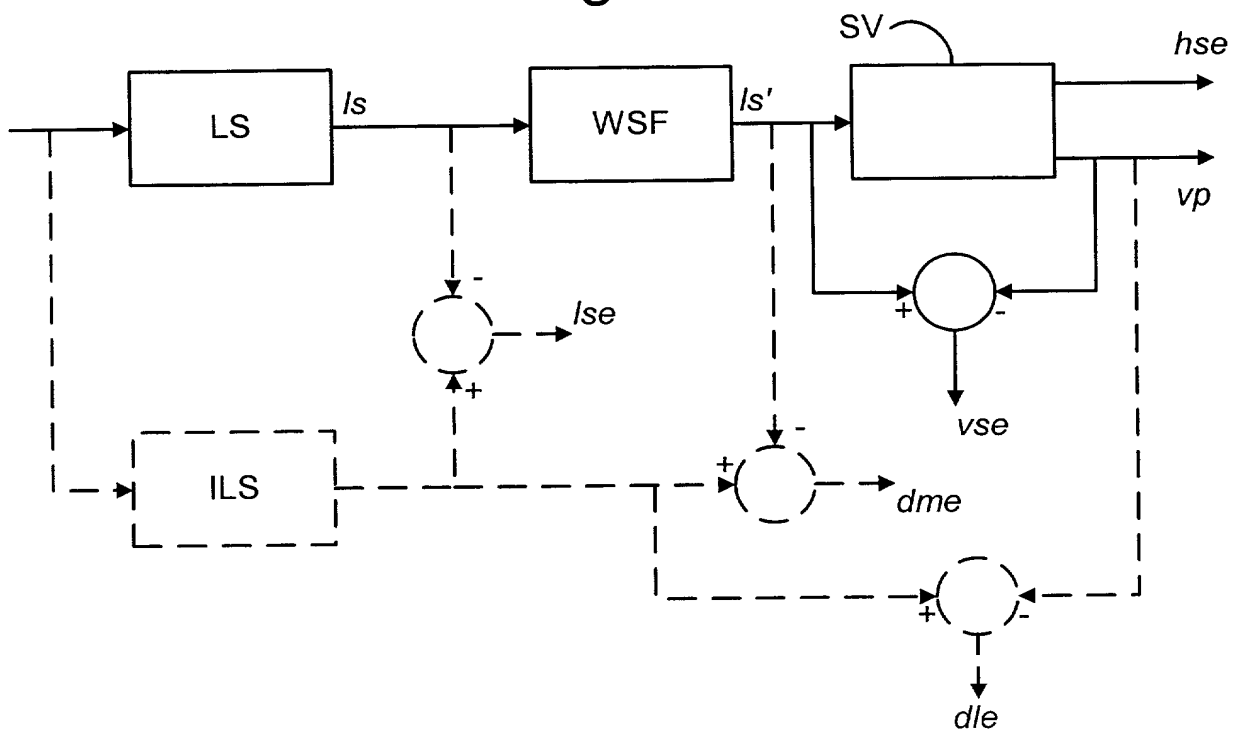 SV
hse
LS
ls
WSF
ls'
vp
-
lse
+
+
-
vse
ILS
+
-
dme
+
-
dle